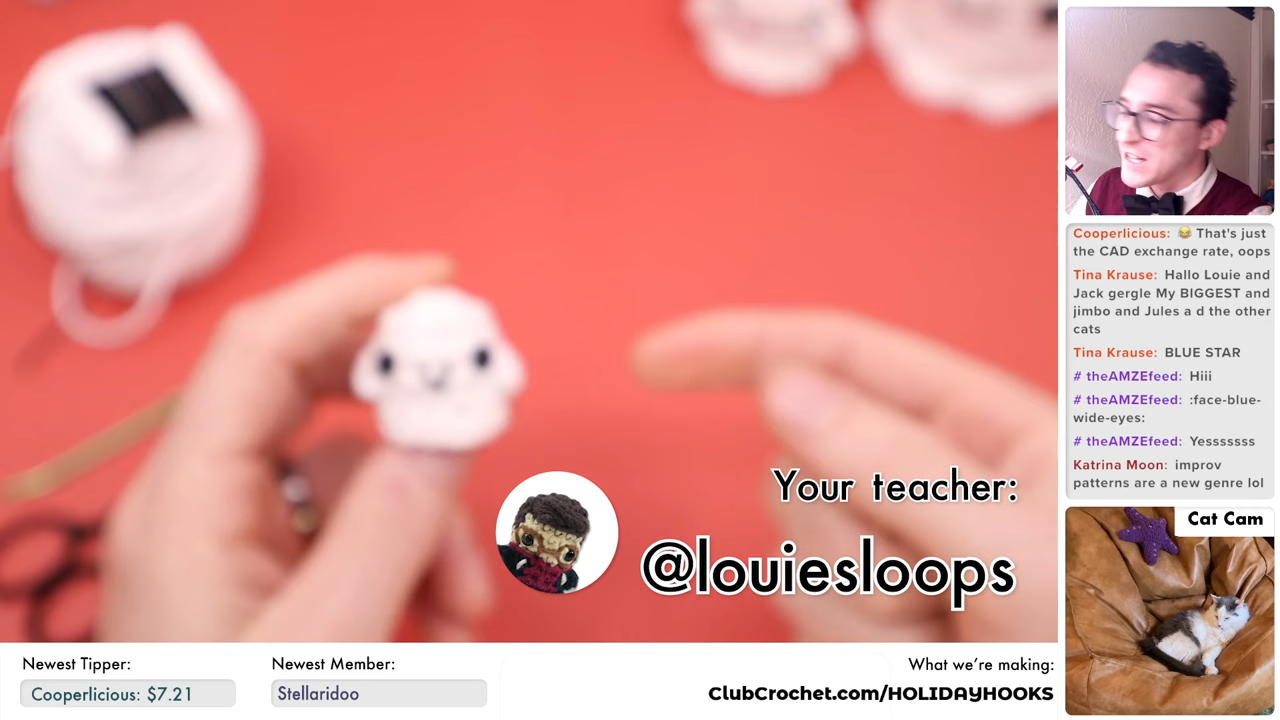 Cooperlicious: 😂 That's just
the CAD exchange rate, oops
Tina Krause: Hallo Louie and
Jack gergle My BIGGEST and
jimbo and Jules a d the other
cats
Tina Krause: BLUE STAR
# theAMZEfeed: Hiii
# theAMZEfeed: :face-blue-
wide-eyes:
# theAMZEfeed: Yesssssss
Katrina Moon: improv
patterns are a new genre lol
Your teacher:
@louiesloops
Cat Cam
Newest Tipper:
Cooperlicious: $7.21
Newest Member:
Stellaridoo
What we're making:
ClubCrochet.com/HOLIDAYHOOKS